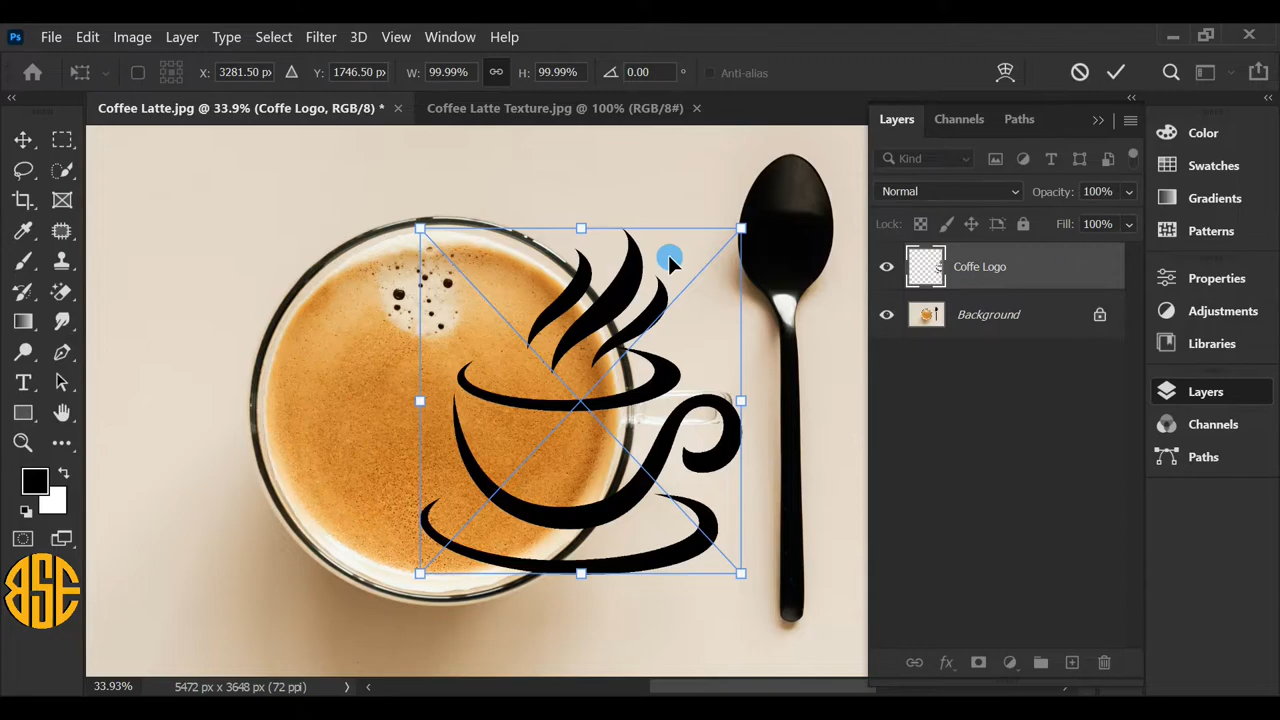 Ps File Edit Image Layer Type Select Filter 3D View Window Help
X: 3281.50 px Y: 1746.50 px W: 99.99% H: 99.99% 0.00 ° Anti-alias
Coffee Latte.jpg @ 33.9% (Coffe Logo, RGB/8) * Coffee Latte Texture.jpg @ 100% (RGB/8#)
Layers Channels Paths
Kind
Normal Opacity: 100%
Lock: Fill: 100%
Coffe Logo
Background
Color
Swatches
Gradients
Patterns
Properties
Adjustments
Libraries
Layers
Channels
Paths
BSE
33.93% 5472 px x 3648 px (72 ppi)